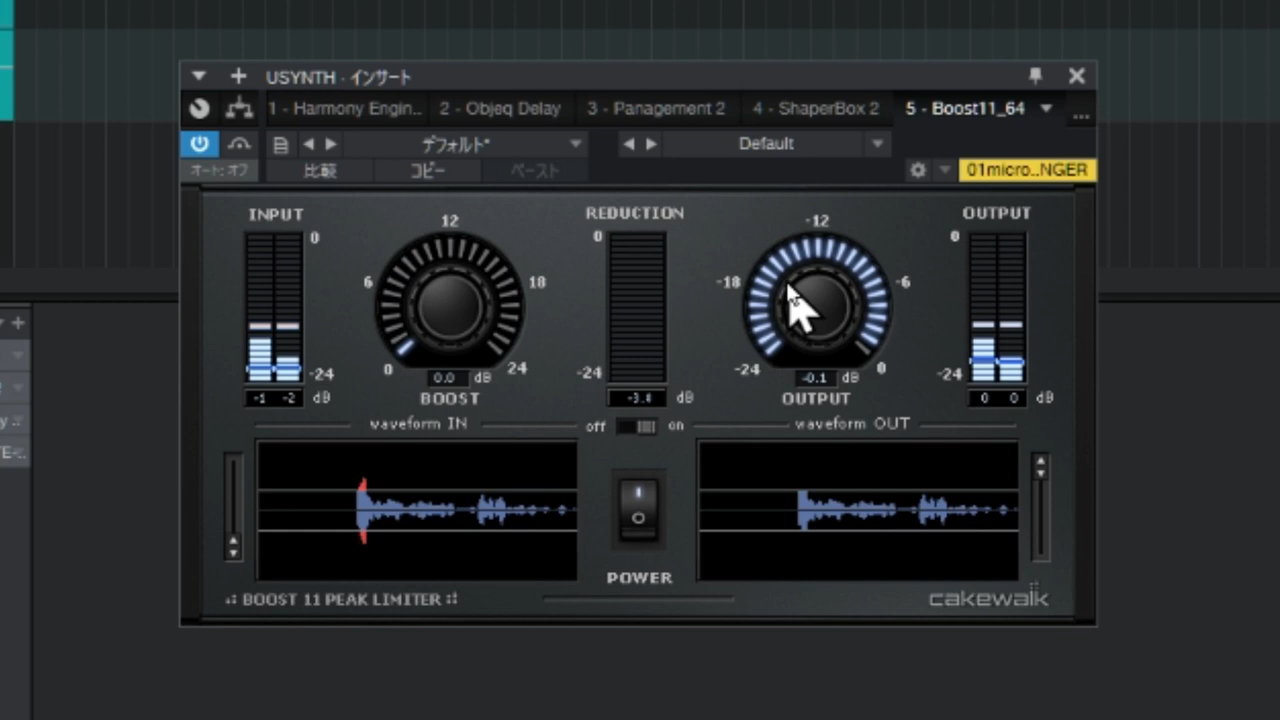 USYNTH - インサート
1 - Harmony Engin... 2 - Objeq Delay 3 - Panagement 2 4 - ShaperBox 2 5 - Boost11_64 ...
デフォルト* Default
オート: オフ 比較 コピー ペースト 01micro..NGER
INPUT 12 REDUCTION -12 OUTPUT
0 0 0
6 18 -18 -6
-24 0 24 -24 -24 0 -24
-1 -2 dB 0.0 dB dB -0.1 dB 0 0 dB
BOOST OUTPUT
waveform IN off on waveform OUT
POWER
BOOST 11 PEAK LIMITER cakewalk